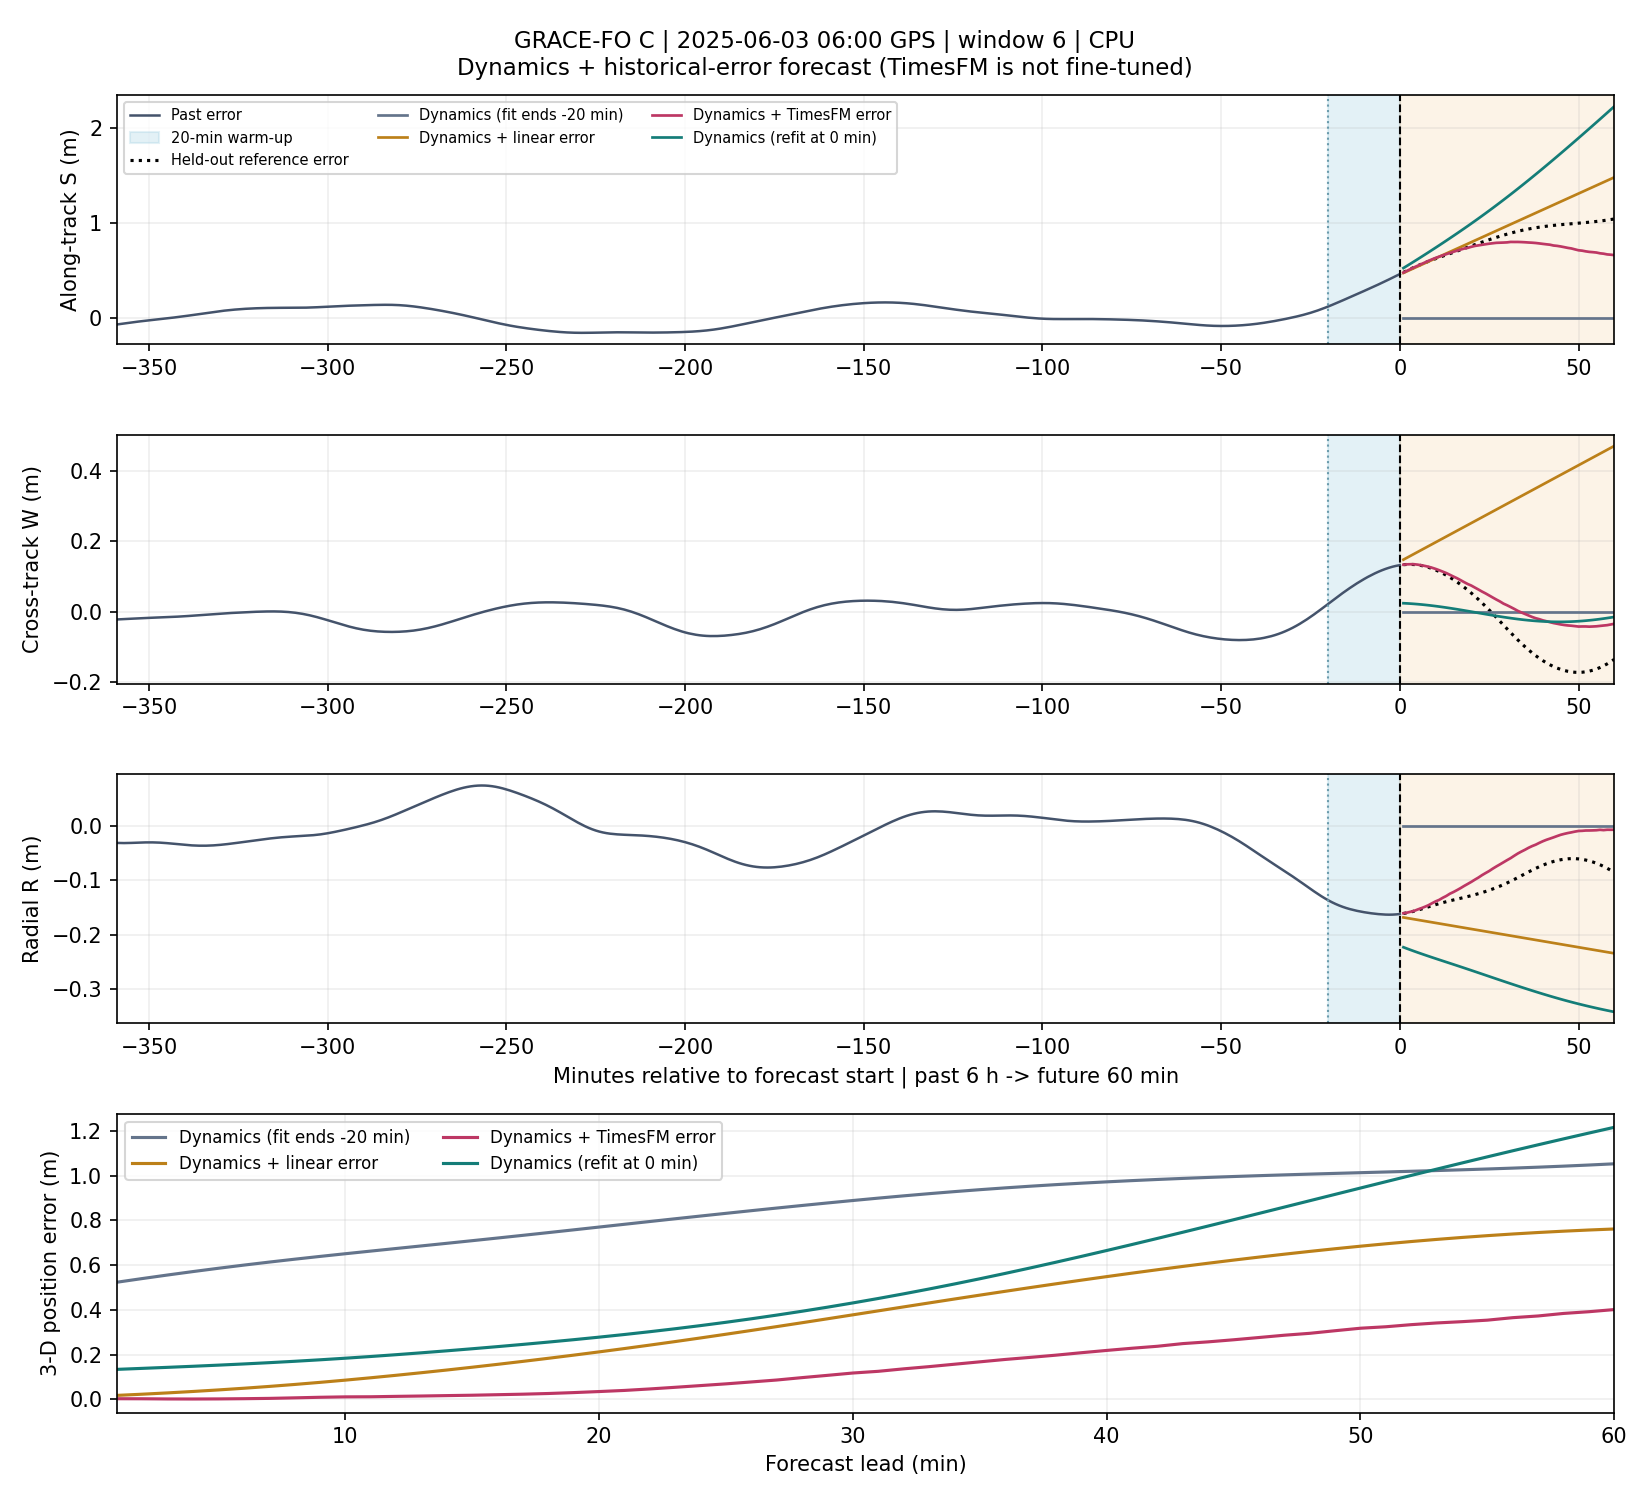 GRACE-FO C | 2025-06-03 06:00 GPS | window 6 | CPU
Dynamics + historical-error forecast (TimesFM is not fine-tuned)
Past error
20-min warm-up
Held-out reference error
Dynamics (fit ends -20 min)
Dynamics + linear error
Dynamics + TimesFM error
Dynamics (refit at 0 min)
Along-track S (m)
2
1
0
−350 −300 −250 −200 −150 −100 −50 0 50
Cross-track W (m)
0.4
0.2
0.0
−0.2
−350 −300 −250 −200 −150 −100 −50 0 50
Radial R (m)
0.0
−0.1
−0.2
−0.3
−350 −300 −250 −200 −150 −100 −50 0 50
Minutes relative to forecast start | past 6 h -> future 60 min
3-D position error (m)
1.2
1.0
0.8
0.6
0.4
0.2
0.0
Dynamics (fit ends -20 min)
Dynamics + linear error
Dynamics + TimesFM error
Dynamics (refit at 0 min)
10 20 30 40 50 60
Forecast lead (min)